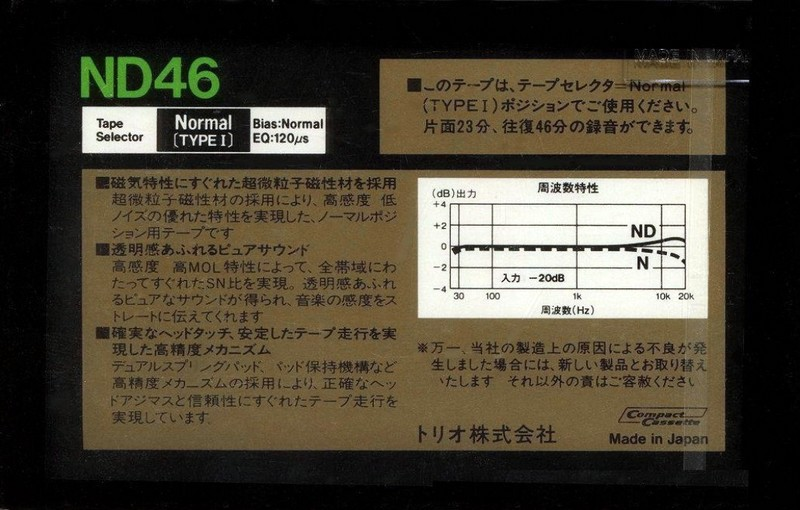 ND46
MADE IN JAPAN
Tape
Selector
Normal
(TYPE I)
Bias:Normal
EQ:120μs
■このテープは、テープセレクター=Normal
(TYPE I)ポジションでご使用ください。
片面23分、往復46分の録音ができます。
■磁気特性にすぐれた超微粒子磁性材を採用
超微粒子磁性材の採用により、高感度 低
ノイズの優れた特性を実現した、ノーマルポジ
ション用テープです
■透明感あふれるピュアサウンド
高感度 高MOL特性によって、全帯域にわ
たってすぐれたSN比を実現。透明感あふれ
るピュアなサウンドが得られ、音楽の感度をス
トレートに伝えてくれます
■確実なヘッドタッチ、安定したテープ走行を実
現した高精度メカニズム
デュアルスプリングパッド、パッド保持機構など
高精度メカニズムの採用により、正確なヘッ
ドアジマスと信頼性にすぐれたテープ走行を
実現しています.
(dB)出力
周波数特性
+4
+2
0
−2
−4
ND
N
入力 −20dB
30 100 1k 10k 20k
周波数(Hz)
※万一、当社の製造上の原因による不良が発
生しました場合には、新しい製品とお取り替え
いたします それ以外の責はご容赦ください
Compact
Cassette
トリオ株式会社
Made in Japan